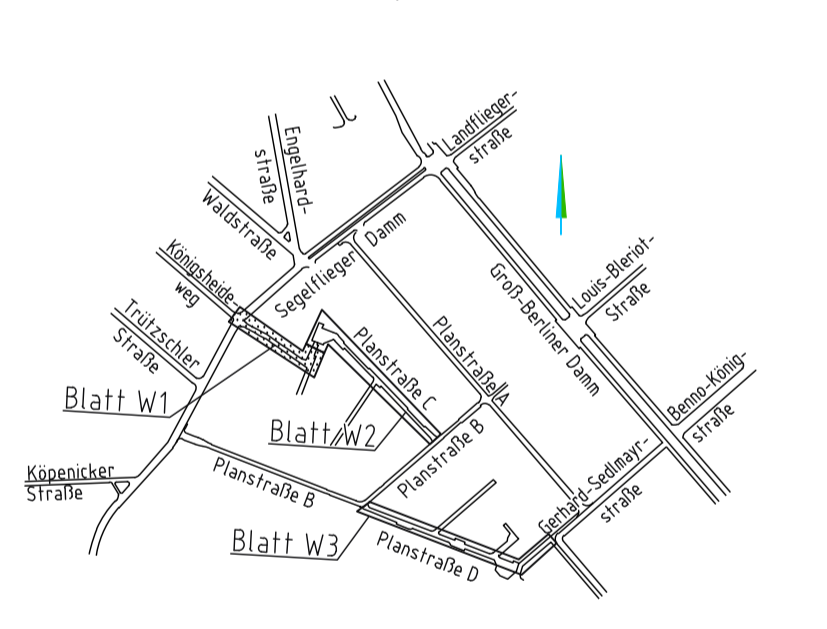 Landflieger-
straße
Engelhard-
straße
Waldstraße
Segelflieger Damm
Königsheide-
weg
Trützschler
Straße
Louis-Bleriot-
Straße
Groß-Berliner Damm
Planstraße A
Planstraße C
Blatt W1
Blatt W2
Benno-König-
straße
Planstraße B
Köpenicker
Straße
Planstraße B
Gerhard-Sedlmayr-
straße
Blatt W3
Planstraße D